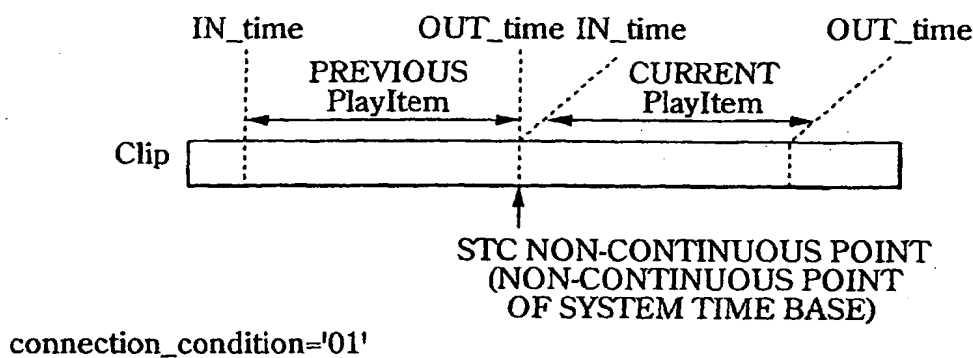 IN_time OUT_time IN_time OUT_time
PREVIOUS PlayItem
CURRENT PlayItem
Clip
STC NON-CONTINUOUS POINT
(NON-CONTINUOUS POINT
OF SYSTEM TIME BASE)
connection_condition='01'